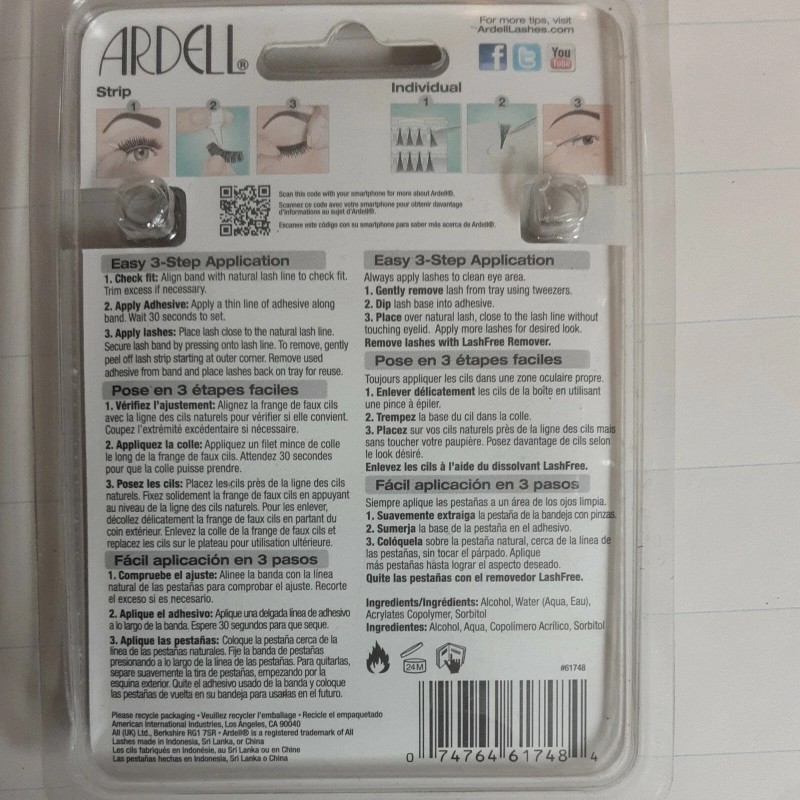 ARDELL®
For more tips, visit
ArdellLashes.com
f
t
You
Tube
Strip
1
2
3
Individual
1
2
3
Scan this code with your smartphone for more about Ardell®.
Scannez ce code avec votre smartphone pour obtenir davantage
d'informations au sujet d'Ardell®.
Escanee este código con su smartphone para saber más acerca de Ardell®.
Easy 3-Step Application
1. Check fit: Align band with natural lash line to check fit.
Trim excess if necessary.
2. Apply Adhesive: Apply a thin line of adhesive along
band. Wait 30 seconds to set.
3. Apply lashes: Place lash close to the natural lash line.
Secure lash band by pressing onto lash line. To remove, gently
peel off lash strip starting at outer corner. Remove used
adhesive from band and place lashes back on tray for reuse.
Pose en 3 étapes faciles
1. Vérifiez l'ajustement: Alignez la frange de faux cils
avec la ligne des cils naturels pour vérifier si elle convient.
Coupez l'extrémité excédentaire si nécessaire.
2. Appliquez la colle: Appliquez un filet mince de colle
le long de la frange de faux cils. Attendez 30 secondes
pour que la colle puisse prendre.
3. Posez les cils: Placez les cils près de la ligne des cils
naturels. Fixez solidement la frange de faux cils en appuyant
au niveau de la ligne des cils naturels. Pour les enlever,
décollez délicatement la frange de faux cils en partant du
coin extérieur. Enlevez la colle de la frange de faux cils et
replacez les cils sur le plateau pour utilisation ultérieure.
Fácil aplicación en 3 pasos
1. Compruebe el ajuste: Alinee la banda con la línea
natural de las pestañas para comprobar el ajuste. Recorte
el exceso si es necesario.
2. Aplique el adhesivo: Aplique una delgada línea de adhesivo
a lo largo de la banda. Espere 30 segundos para que seque.
3. Aplique las pestañas: Coloque la pestaña cerca de la
línea de las pestañas naturales. Fije la banda de pestañas
presionando a lo largo de la línea de las pestañas. Para quitarlas,
separe suavemente la tira de pestañas, empezando por la
esquina exterior. Quite el adhesivo usado de la banda y coloque
las pestañas de vuelta en su bandeja para usarlas en el futuro.
Easy 3-Step Application
Always apply lashes to clean eye area.
1. Gently remove lash from tray using tweezers.
2. Dip lash base into adhesive.
3. Place over natural lash, close to the lash line without
touching eyelid. Apply more lashes for desired look.
Remove lashes with LashFree Remover.
Pose en 3 étapes faciles
Toujours appliquer les cils dans une zone oculaire propre.
1. Enlever délicatement les cils de la boîte en utilisant
une pince à épiler.
2. Trempez la base du cil dans la colle.
3. Placez sur vos cils naturels près de la ligne des cils mais
sans toucher votre paupière. Posez davantage de cils selon
le look désiré.
Enlevez les cils à l'aide du dissolvant LashFree.
Fácil aplicación en 3 pasos
Siempre aplique las pestañas a un área de los ojos limpia.
1. Suavemente extraiga la pestaña de la bandeja con pinzas.
2. Sumerja la base de la pestaña en el adhesivo.
3. Colóquela sobre la pestaña natural, cerca de la línea de
las pestañas, sin tocar el párpado. Aplique
más pestañas hasta lograr el aspecto deseado.
Quite las pestañas con el removedor LashFree.
Ingredients/Ingrédients: Alcohol, Water (Aqua, Eau),
Acrylates Copolymer, Sorbitol
Ingredientes: Alcohol, Aqua, Copolímero Acrílico, Sorbitol
24M
#61748
Please recycle packaging • Veuillez recycler l'emballage • Recicle el empaquetado
American International Industries, Los Angeles, CA 90040
AII (UK) Ltd., Berkshire RG1 7SR • Ardell® is a registered trademark of AII
Lashes made in Indonesia, Sri Lanka, or China
Les cils fabriqués en Indonésie, au Sri Lanka ou en Chine
Las pestañas hechas en Indonesia, Sri Lanka o China
0 74764 61748 4